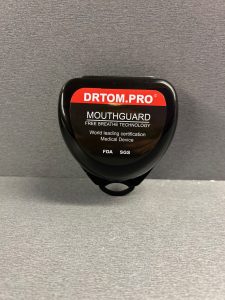 DRTOM.PRO®
MOUTHGUARD
FREE BREATHE TECHNOLOGY
World leading certification
Medical Device
FDA SGS